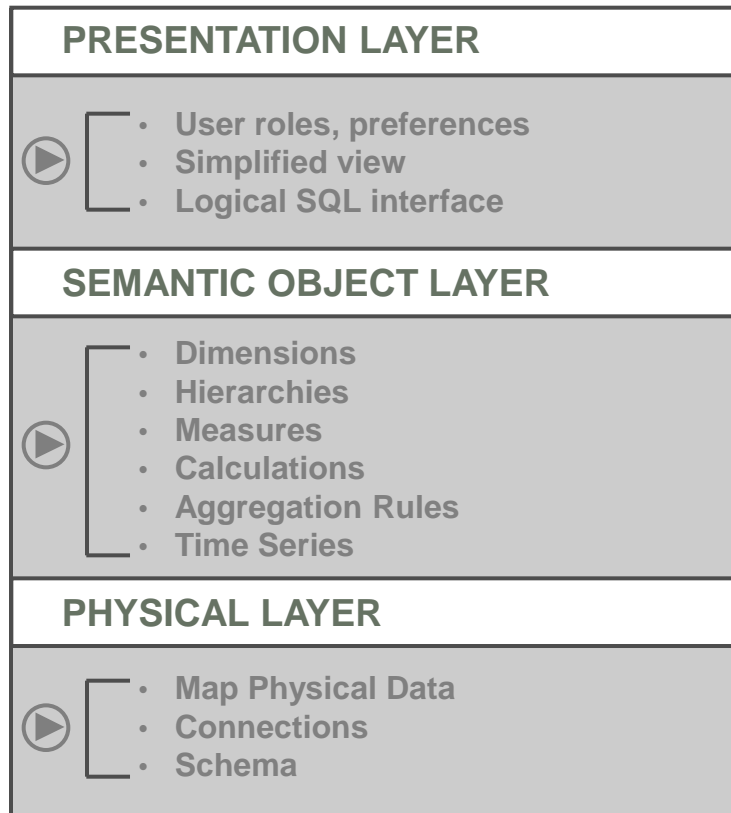 PRESENTATION LAYER
• User roles, preferences
• Simplified view
• Logical SQL interface
SEMANTIC OBJECT LAYER
• Dimensions
• Hierarchies
• Measures
• Calculations
• Aggregation Rules
• Time Series
PHYSICAL LAYER
• Map Physical Data
• Connections
• Schema